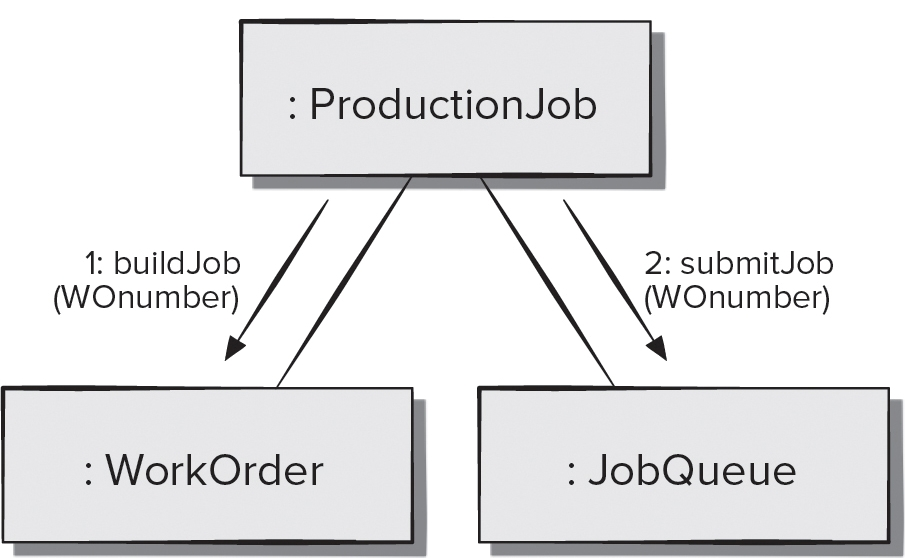 : ProductionJob
1: buildJob
(WOnumber)
2: submitJob
(WOnumber)
: WorkOrder
: JobQueue